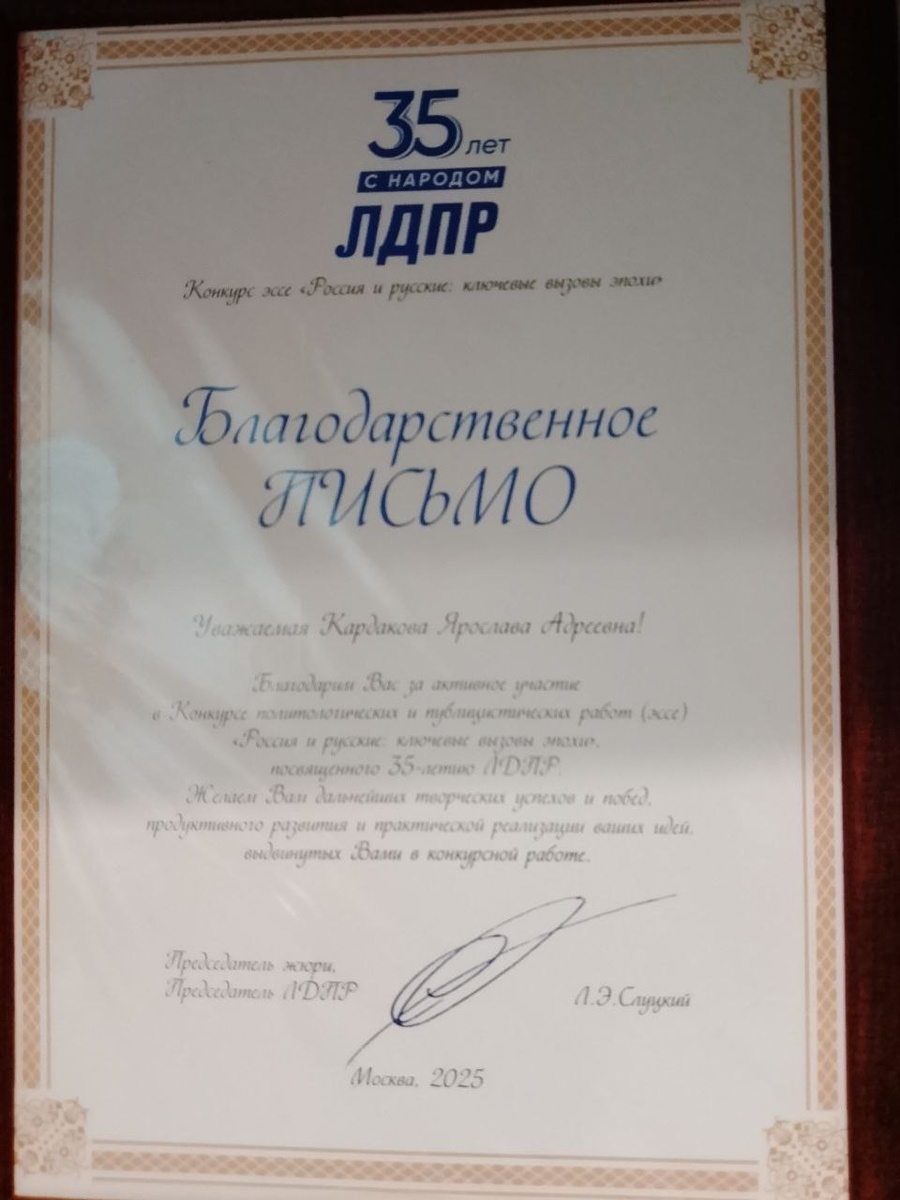 35 лет
С НАРОДОМ
ЛДПР
Конкурс эссе «Россия и русские: ключевые вызовы эпохи»
Благодарственное
ПИСЬМО
Уважаемая Кардакова Ярослава Адреевна!
Благодарим Вас за активное участие
в Конкурсе политологических и публицистических работ (эссе)
«Россия и русские: ключевые вызовы эпохи»,
посвященного 35-летию ЛДПР.
Желаем Вам дальнейших творческих успехов и побед,
продуктивного развития и практической реализации ваших идей,
выдвинутых Вами в конкурсной работе.
Председатель жюри,
Председатель ЛДПР
Л.Э.Слуцкий
Москва, 2025